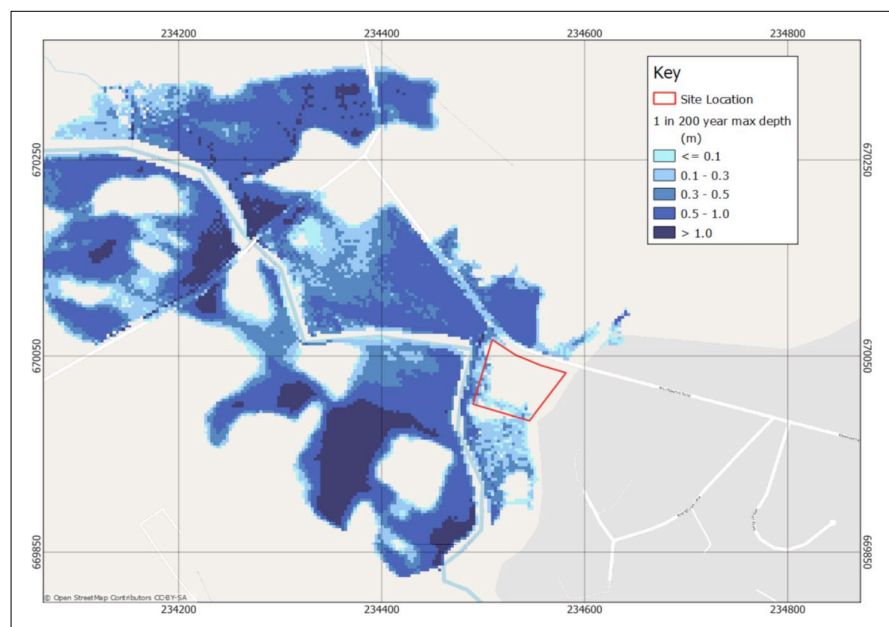 234200 234400 234600 234800
Key
Site Location
1 in 200 year max depth
(m)
<= 0.1
0.1 - 0.3
0.3 - 0.5
0.5 - 1.0
> 1.0
670250 670250
670050 670050
669850 669850
© Open StreetMap Contributors CC-BY-SA
234200 234400 234600 234800